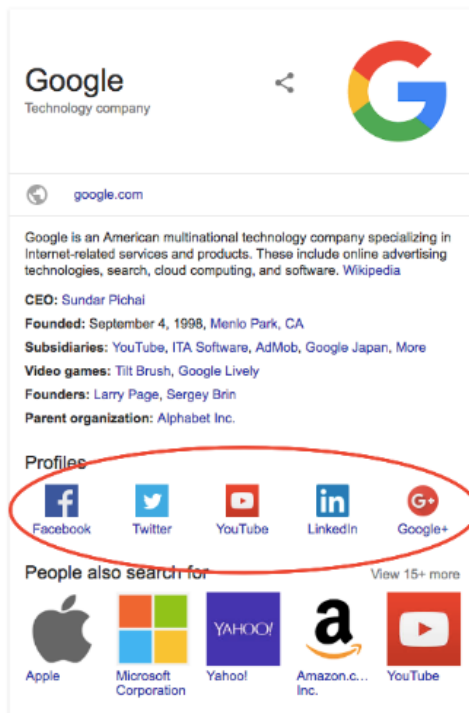 Google
Technology company
google.com
Google is an American multinational technology company specializing in
Internet-related services and products. These include online advertising
technologies, search, cloud computing, and software. Wikipedia
CEO: Sundar Pichai
Founded: September 4, 1998, Menlo Park, CA
Subsidiaries: YouTube, ITA Software, AdMob, Google Japan, More
Video games: Tilt Brush, Google Lively
Founders: Larry Page, Sergey Brin
Parent organization: Alphabet Inc.
Profiles
Facebook Twitter YouTube LinkedIn Google+
People also search for View 15+ more
YAHOO!
Apple Microsoft Corporation Yahoo! Amazon.c... Inc. YouTube